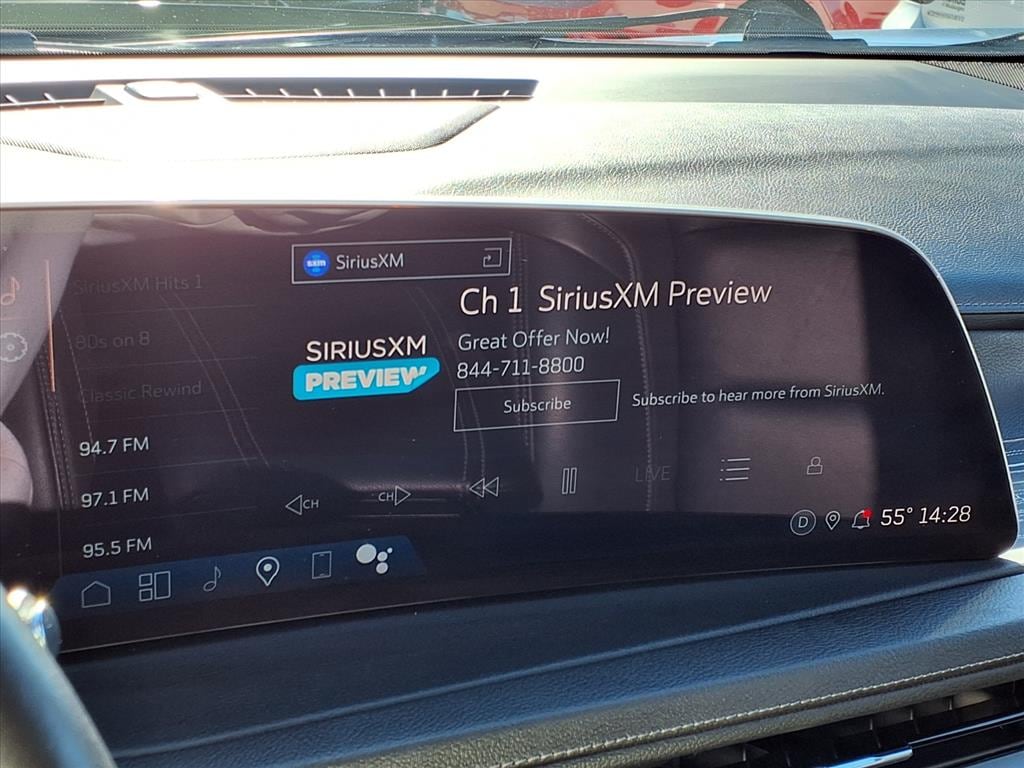 SiriusXM Hits 1
80s on 8
Classic Rewind
94.7 FM
97.1 FM
95.5 FM
sxm SiriusXM
SIRIUSXM
PREVIEW
Ch 1 SiriusXM Preview
Great Offer Now!
844-711-8800
Subscribe
Subscribe to hear more from SiriusXM.
CH
CH
LIVE
D
55° 14:28